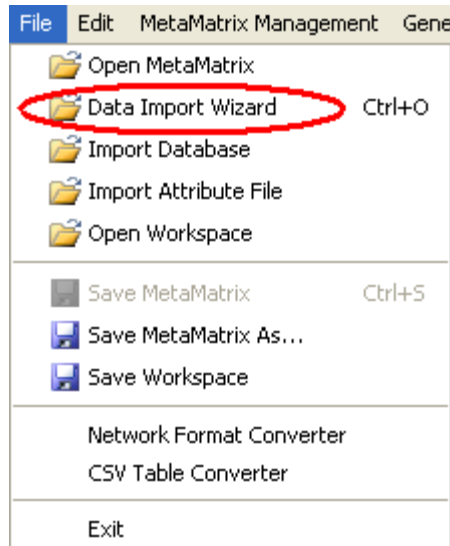 File Edit MetaMatrix Management Gene
Open MetaMatrix
Data Import Wizard Ctrl+O
Import Database
Import Attribute File
Open Workspace
Save MetaMatrix Ctrl+S
Save MetaMatrix As...
Save Workspace
Network Format Converter
CSV Table Converter
Exit